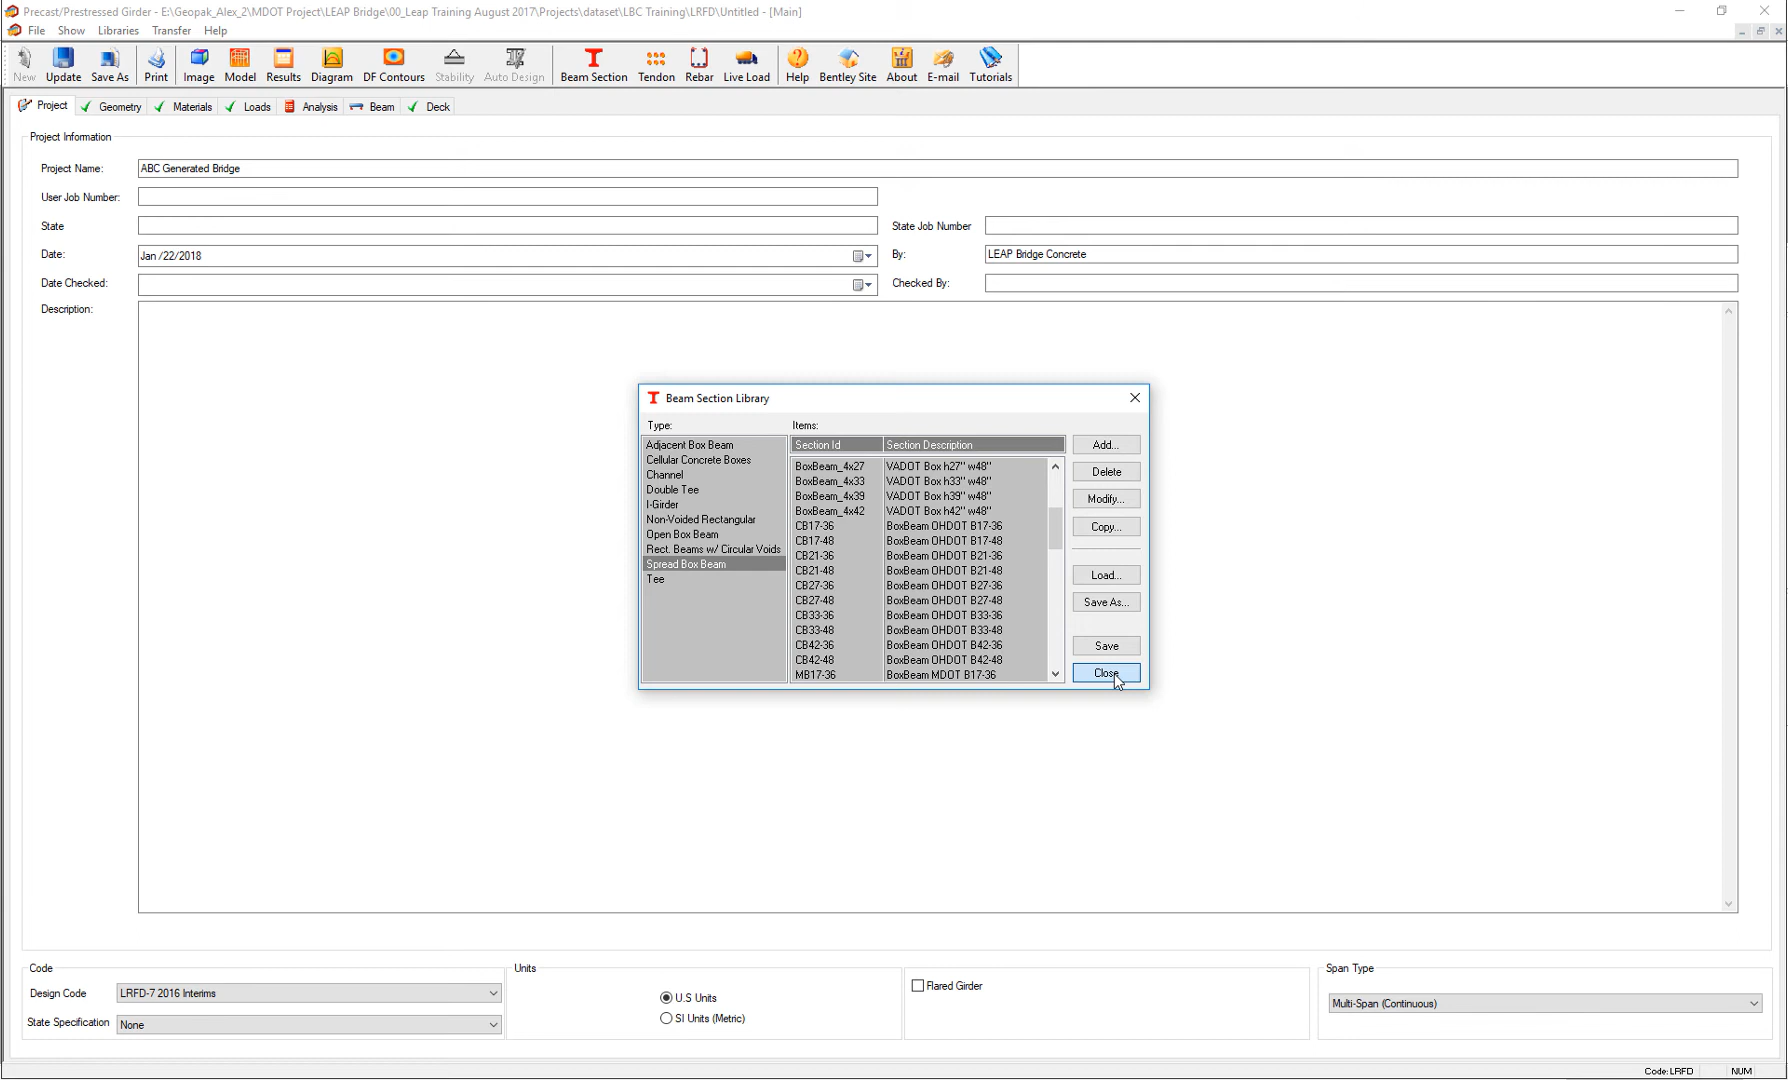 Precast/Prestressed Girder - E:\Geopak_Alex_2\MDOT Project\LEAP Bridge\00_Leap Training August 2017\Projects\dataset\LBC Training\LRFD\Untitled - [Main]
File Show Libraries Transfer Help
New Update Save As Print Image Model Results Diagram DF Contours Stability Auto Design Beam Section Tendon Rebar Live Load Help Bentley Site About E-mail Tutorials
Project Geometry Materials Loads Analysis Beam Deck
Project Information
Project Name: ABC Generated Bridge
User Job Number:
State State Job Number
Date: Jan /22/2018 By: LEAP Bridge Concrete
Date Checked: Checked By:
Description:
Beam Section Library
Type: Items:
Adjacent Box Beam Section Id Section Description Add...
Cellular Concrete Boxes BoxBeam_4x27 VADOT Box h27" w48" Delete
Channel BoxBeam_4x33 VADOT Box h33" w48"
Double Tee BoxBeam_4x39 VADOT Box h39" w48" Modify...
I-Girder BoxBeam_4x42 VADOT Box h42" w48"
Non-Voided Rectangular CB17-36 BoxBeam OHDOT B17-36 Copy...
Open Box Beam CB17-48 BoxBeam OHDOT B17-48
Rect. Beams w/ Circular Voids CB21-36 BoxBeam OHDOT B21-36
Spread Box Beam CB21-48 BoxBeam OHDOT B21-48 Load...
Tee CB27-36 BoxBeam OHDOT B27-36
CB27-48 BoxBeam OHDOT B27-48 Save As...
CB33-36 BoxBeam OHDOT B33-36
CB33-48 BoxBeam OHDOT B33-48
CB42-36 BoxBeam OHDOT B42-36 Save
CB42-48 BoxBeam OHDOT B42-48
MB17-36 BoxBeam MDOT B17-36 Close
Code Units Span Type
Design Code LRFD-7 2016 Interims U.S Units Flared Girder Multi-Span (Continuous)
State Specification None SI Units (Metric)
Code:LRFD NUM